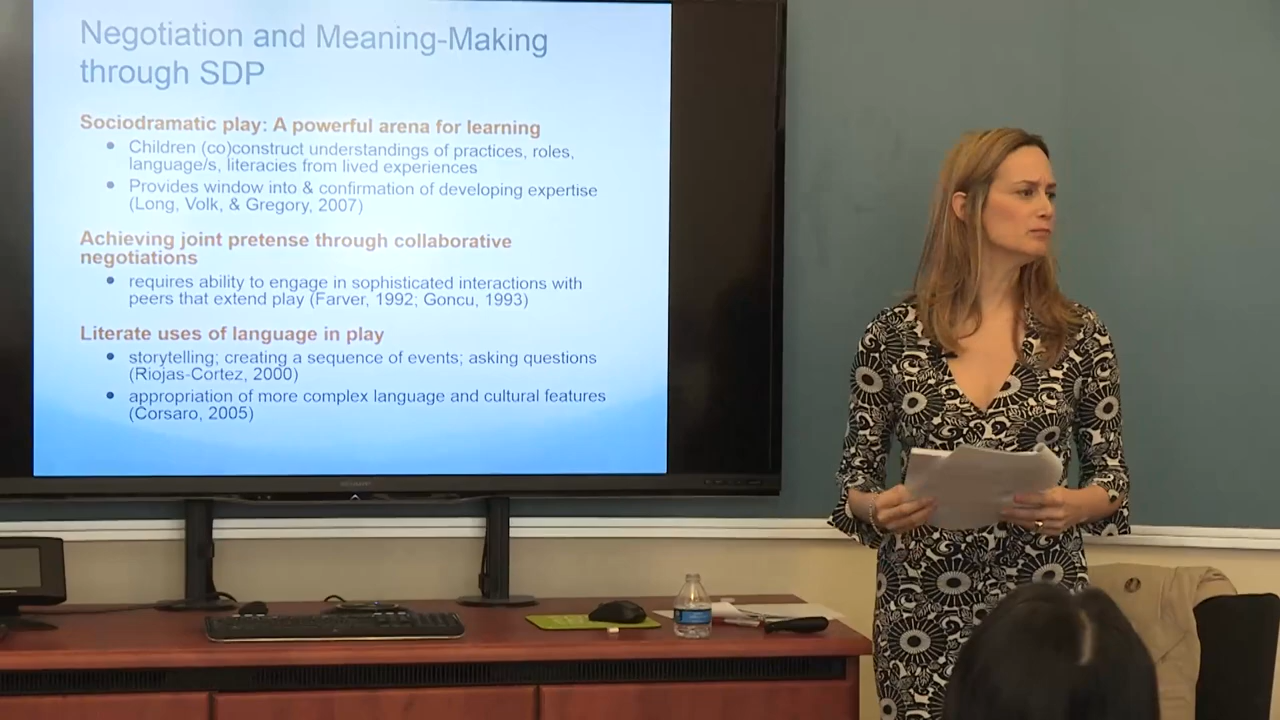 Negotiation and Meaning-Making
through SDP
Sociodramatic play: A powerful arena for learning
Children (co)construct understandings of practices, roles,
language/s, literacies from lived experiences
Provides window into & confirmation of developing expertise
(Long, Volk, & Gregory, 2007)
Achieving joint pretense through collaborative
negotiations
requires ability to engage in sophisticated interactions with
peers that extend play (Farver, 1992; Goncu, 1993)
Literate uses of language in play
storytelling; creating a sequence of events; asking questions
(Riojas-Cortez, 2000)
appropriation of more complex language and cultural features
(Corsaro, 2005)